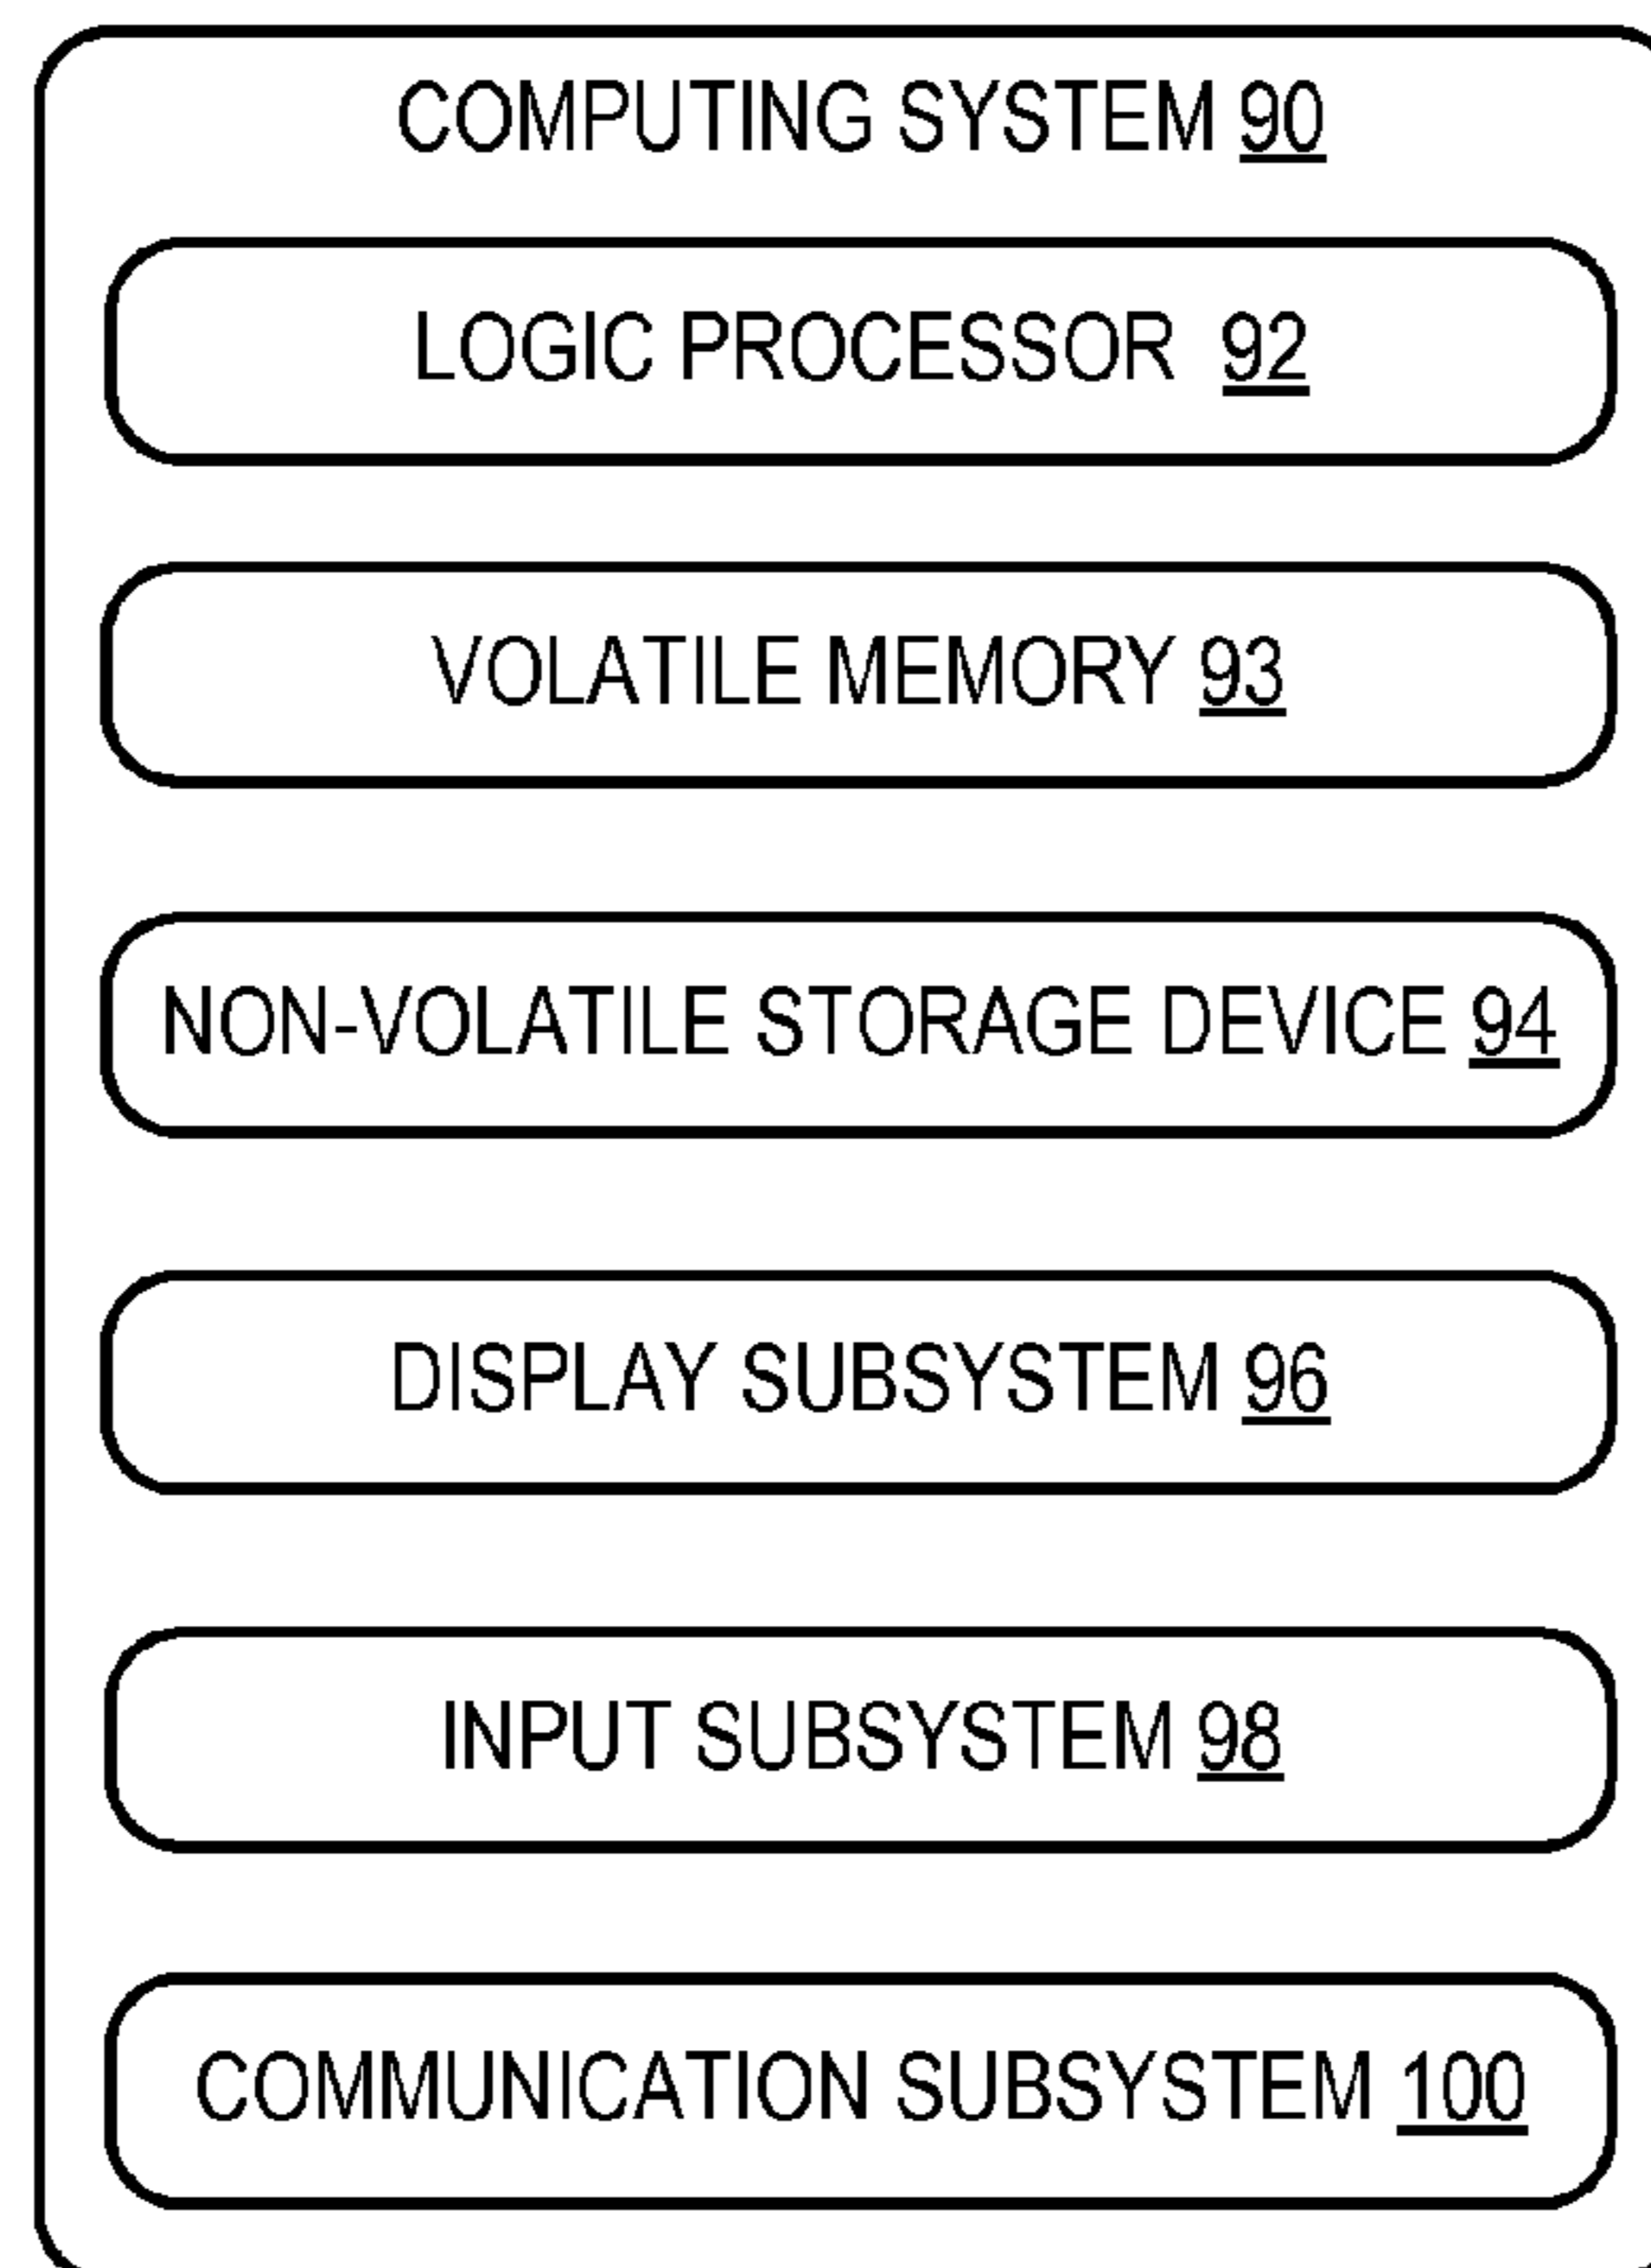 COMPUTING SYSTEM 90
LOGIC PROCESSOR 92
VOLATILE MEMORY 93
NON-VOLATILE STORAGE DEVICE 94
DISPLAY SUBSYSTEM 96
INPUT SUBSYSTEM 98
COMMUNICATION SUBSYSTEM 100